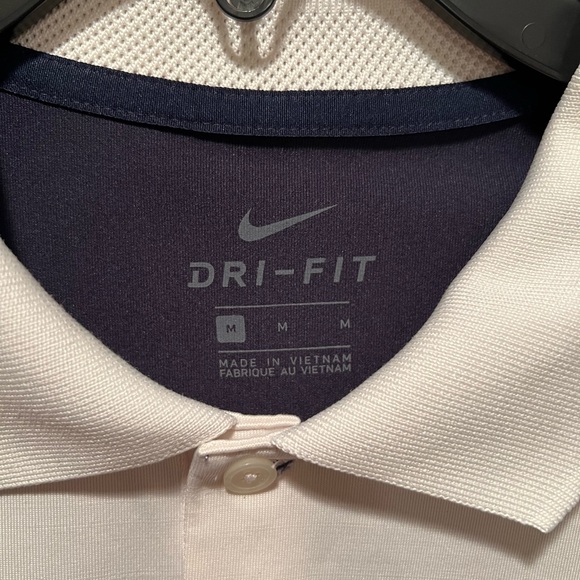 DRI-FIT
M M M
MADE IN VIETNAM
FABRIQUE AU VIETNAM